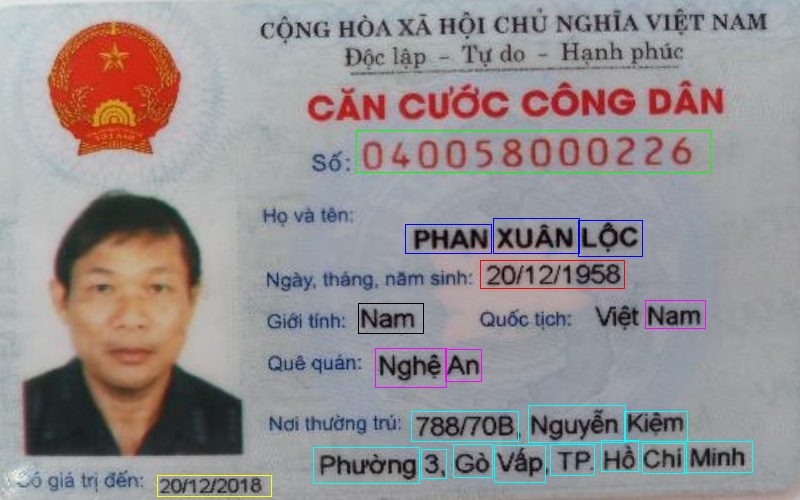 CỘNG HÒA XÃ HỘI CHỦ NGHĨA VIỆT NAM
Độc lập - Tự do - Hạnh phúc
CĂN CƯỚC CÔNG DÂN
Số: 040058000226
Họ và tên:
PHAN XUÂN LỘC
Ngày, tháng, năm sinh: 20/12/1958
Giới tính: Nam Quốc tịch: Việt Nam
Quê quán: Nghệ An
Nơi thường trú: 788/70B, Nguyễn Kiệm
Phường 3, Gò Vấp, TP. Hồ Chí Minh
Có giá trị đến: 20/12/2018